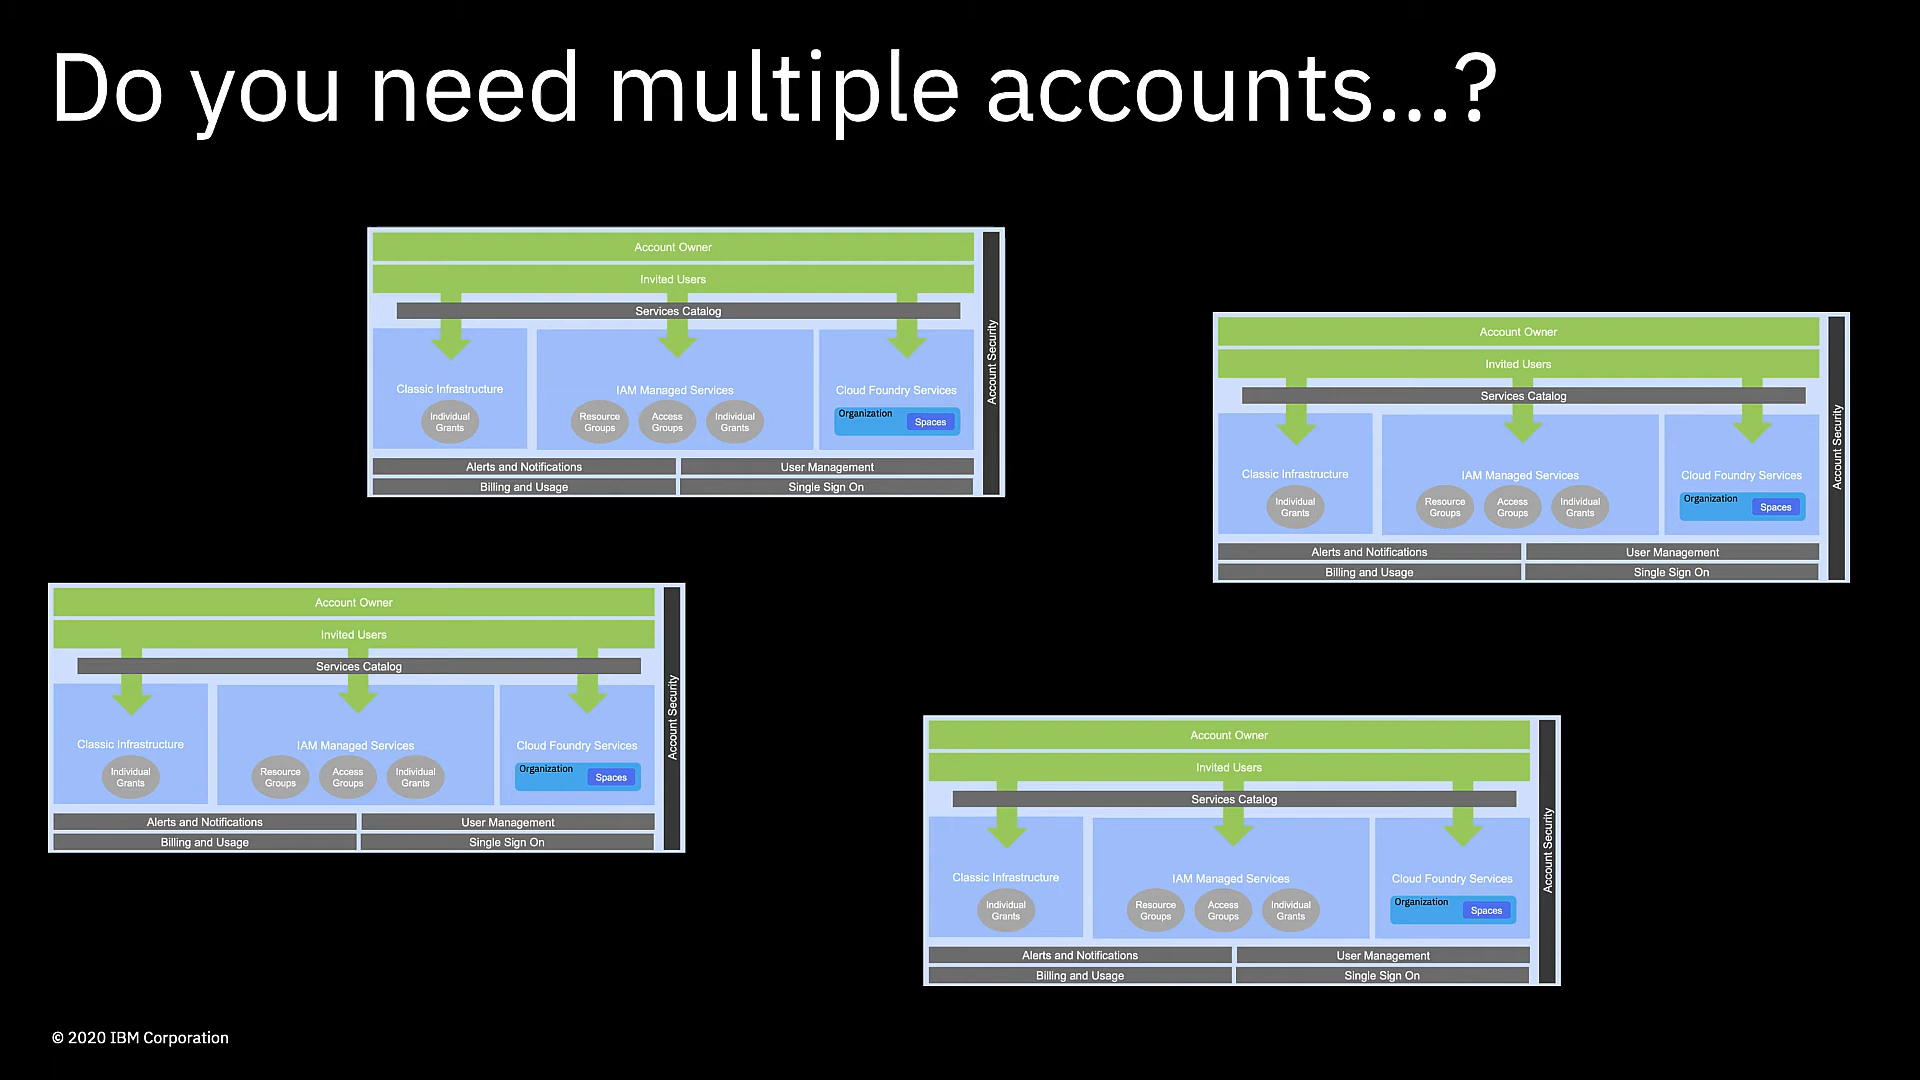 Do you need multiple accounts...?
Account Owner
Invited Users
Services Catalog
Classic Infrastructure
Individual
Grants
IAM Managed Services
Resource
Groups
Access
Groups
Individual
Grants
Cloud Foundry Services
Organization
Spaces
Alerts and Notifications
User Management
Billing and Usage
Single Sign On
Account Security
Account Owner
Invited Users
Services Catalog
Classic Infrastructure
Individual
Grants
IAM Managed Services
Resource
Groups
Access
Groups
Individual
Grants
Cloud Foundry Services
Organization
Spaces
Alerts and Notifications
User Management
Billing and Usage
Single Sign On
Account Security
Account Owner
Invited Users
Services Catalog
Classic Infrastructure
Individual
Grants
IAM Managed Services
Resource
Groups
Access
Groups
Individual
Grants
Cloud Foundry Services
Organization
Spaces
Alerts and Notifications
User Management
Billing and Usage
Single Sign On
Account Security
Account Owner
Invited Users
Services Catalog
Classic Infrastructure
Individual
Grants
IAM Managed Services
Resource
Groups
Access
Groups
Individual
Grants
Cloud Foundry Services
Organization
Spaces
Alerts and Notifications
User Management
Billing and Usage
Single Sign On
Account Security
© 2020 IBM Corporation